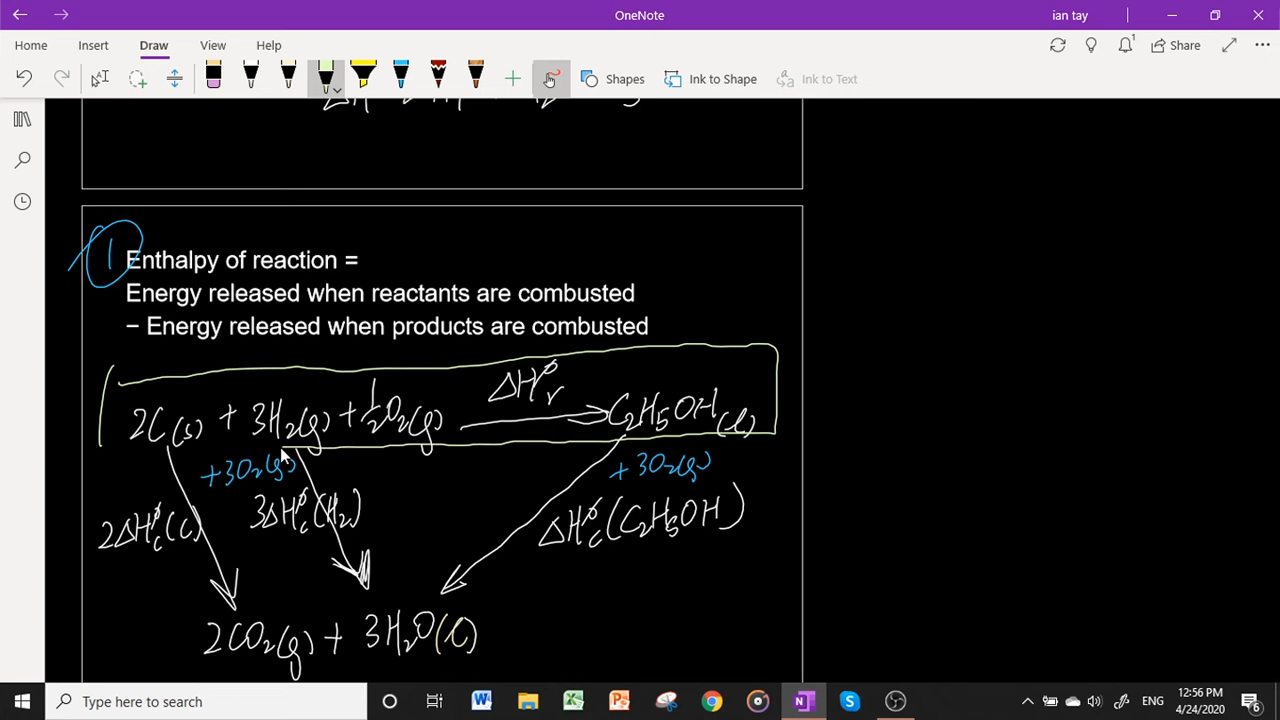 OneNote
ian tay
Home Insert Draw View Help
Share
Shapes
Ink to Shape
Ink to Text
①
Enthalpy of reaction =
Energy released when reactants are combusted
− Energy released when products are combusted
2C(s) + 3H₂(g) + ½O₂(g) ΔH°r C₂H₅OH(l)
+3O₂(g) +3O₂(g)
2ΔH°c(C) 3ΔH°c(H₂) ΔH°c(C₂H₅OH)
2CO₂(g) + 3H₂O(l)
Type here to search
ENG
12:56 PM
4/24/2020
6